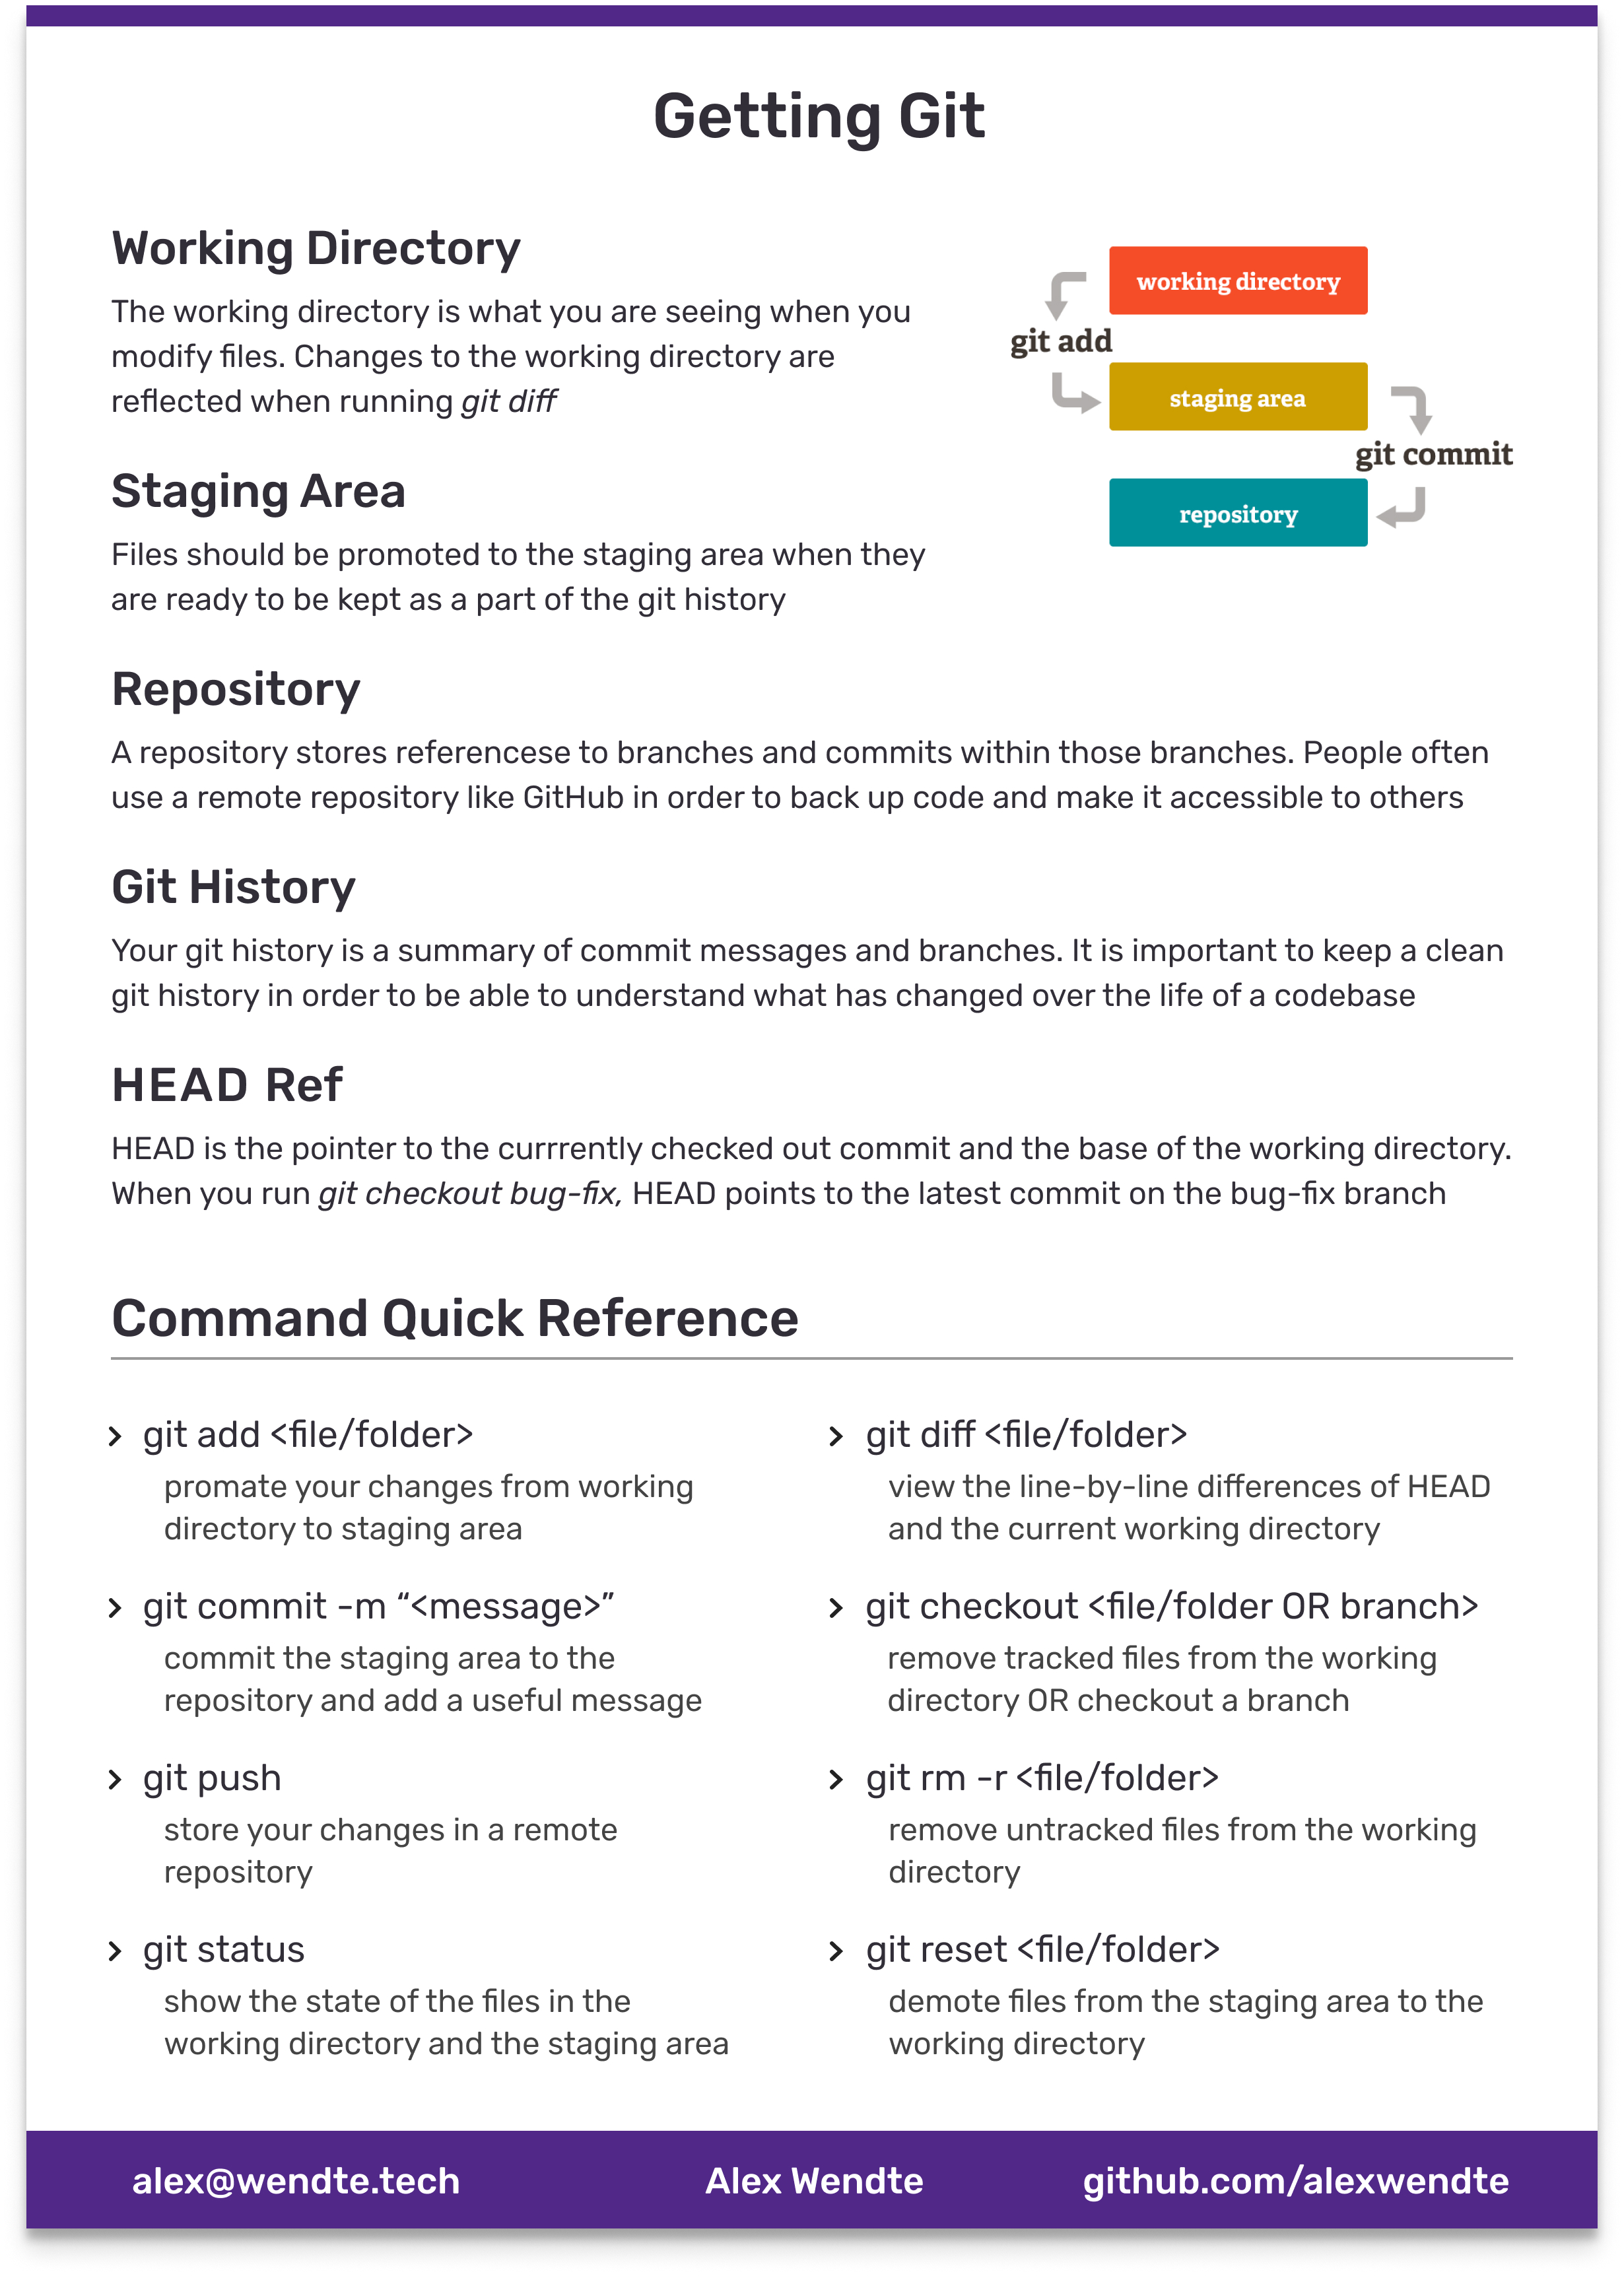 Getting Git
Working Directory
The working directory is what you are seeing when you
modify files. Changes to the working directory are
reflected when running git diff
working directory
git add
staging area
git commit
repository
Staging Area
Files should be promoted to the staging area when they
are ready to be kept as a part of the git history
Repository
A repository stores referencese to branches and commits within those branches. People often
use a remote repository like GitHub in order to back up code and make it accessible to others
Git History
Your git history is a summary of commit messages and branches. It is important to keep a clean
git history in order to be able to understand what has changed over the life of a codebase
HEAD Ref
HEAD is the pointer to the currrently checked out commit and the base of the working directory.
When you run git checkout bug-fix, HEAD points to the latest commit on the bug-fix branch
Command Quick Reference
> git add <file/folder>
promate your changes from working
directory to staging area
> git commit -m “<message>”
commit the staging area to the
repository and add a useful message
> git push
store your changes in a remote
repository
> git status
show the state of the files in the
working directory and the staging area
> git diff <file/folder>
view the line-by-line differences of HEAD
and the current working directory
> git checkout <file/folder OR branch>
remove tracked files from the working
directory OR checkout a branch
> git rm -r <file/folder>
remove untracked files from the working
directory
> git reset <file/folder>
demote files from the staging area to the
working directory
alex@wendte.tech
Alex Wendte
github.com/alexwendte